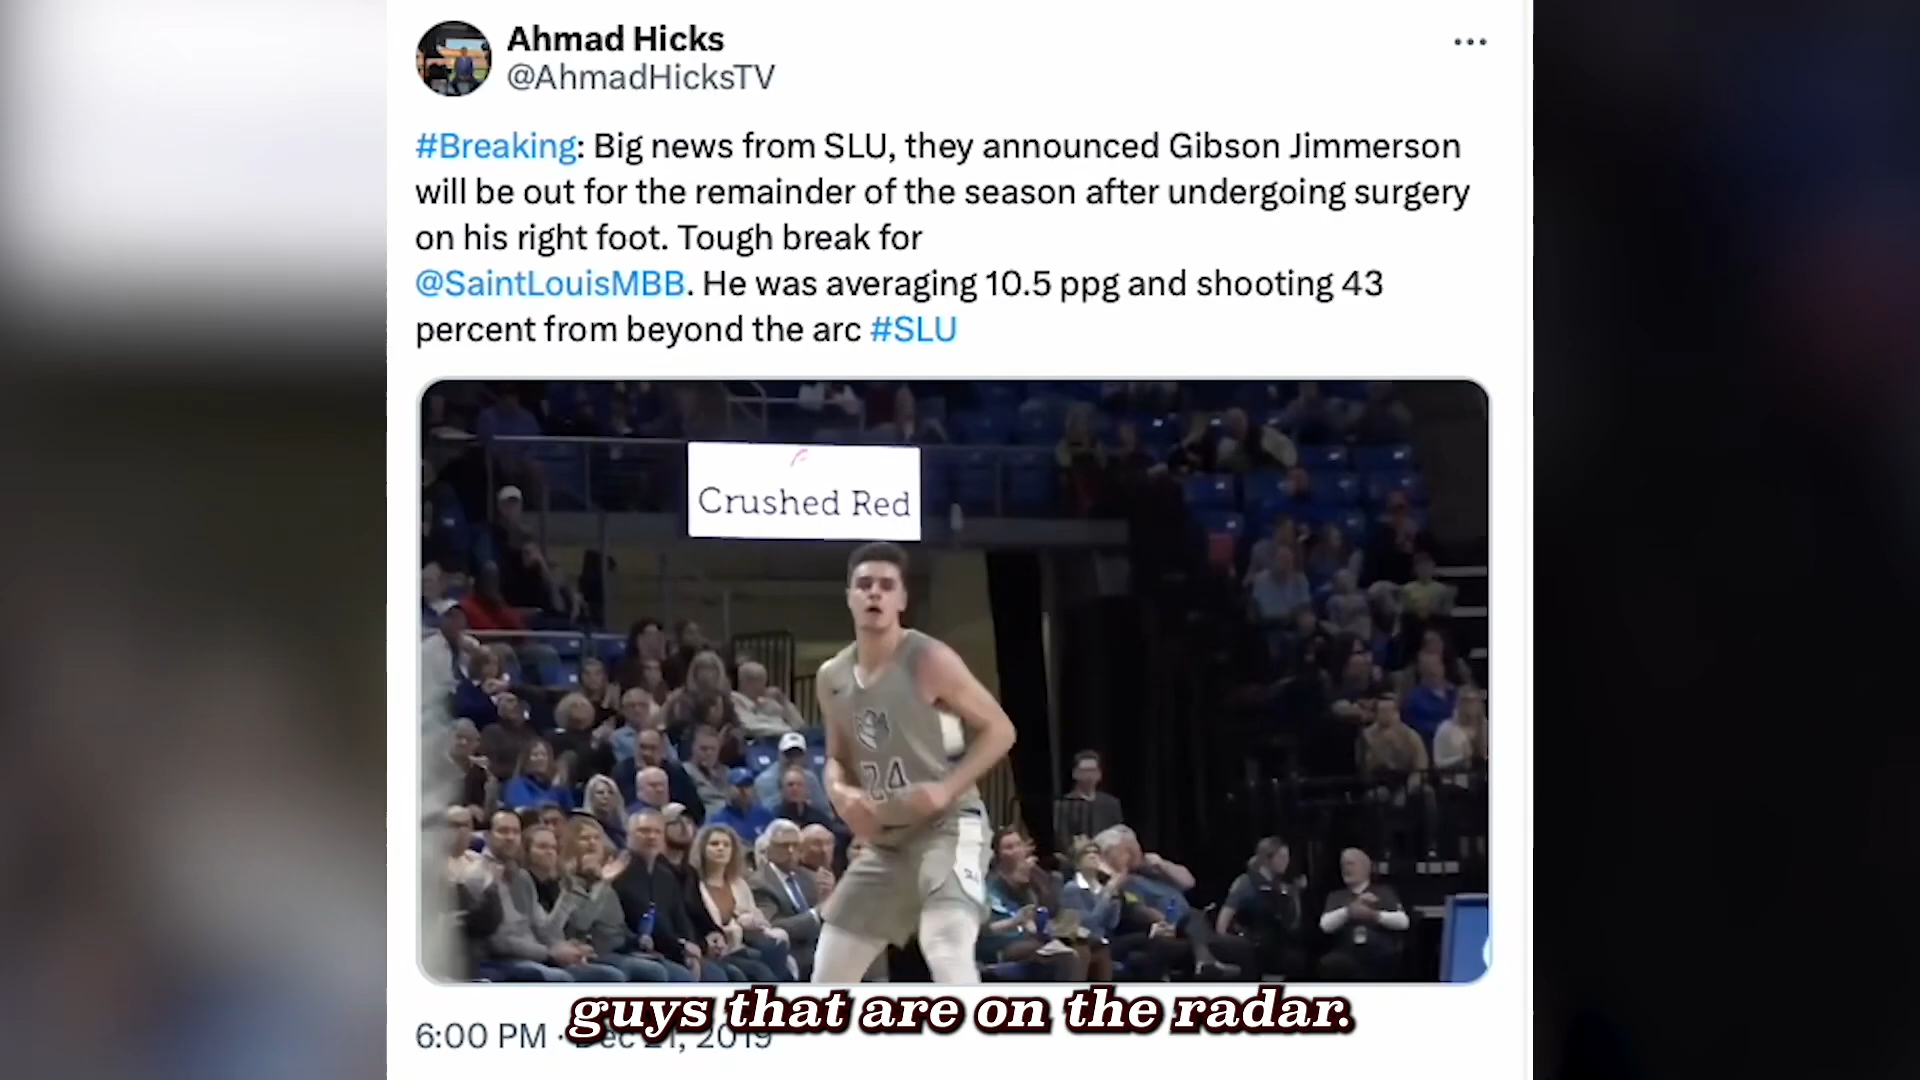 Ahmad Hicks
@AhmadHicksTV
#Breaking: Big news from SLU, they announced Gibson Jimmerson
will be out for the remainder of the season after undergoing surgery
on his right foot. Tough break for
@SaintLouisMBB. He was averaging 10.5 ppg and shooting 43
percent from beyond the arc #SLU
Crushed Red
24
guys that are on the radar.
6:00 PM · Dec 21, 2019